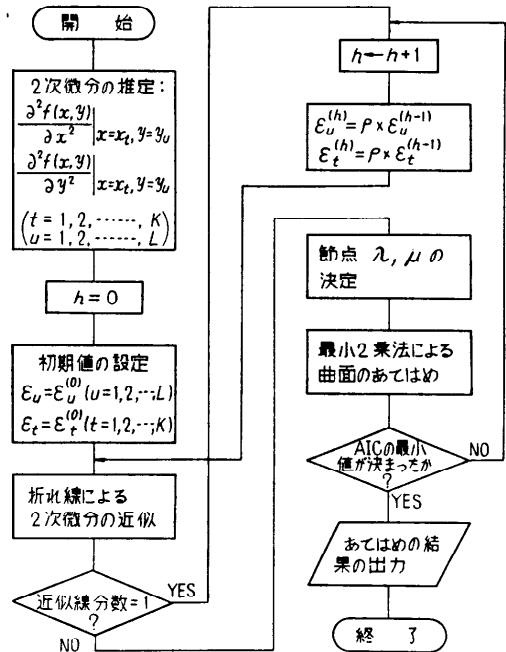 開 始
2次微分の推定:
∂²f(x,y)/∂x² | x=x_t, y=y_u
∂²f(x,y)/∂y² | x=x_t, y=y_u
(t=1,2,……, K)
(u=1,2,……, L)
h=0
初期値の設定
ε_u=ε_u^(0)(u=1,2,…,L)
ε_t=ε_t^(0)(t=1,2,…,K)
折れ線による
2次微分の近似
近似線分数=1
?
YES
NO
h←h+1
ε_u^(h)=ρ×ε_u^(h-1)
ε_t^(h)=ρ×ε_t^(h-1)
節点 λ, μの
決定
最小2乗法による
曲面のあてはめ
AICの最小
値が決まったか
?
NO
YES
あてはめの結
果の出力
終 了